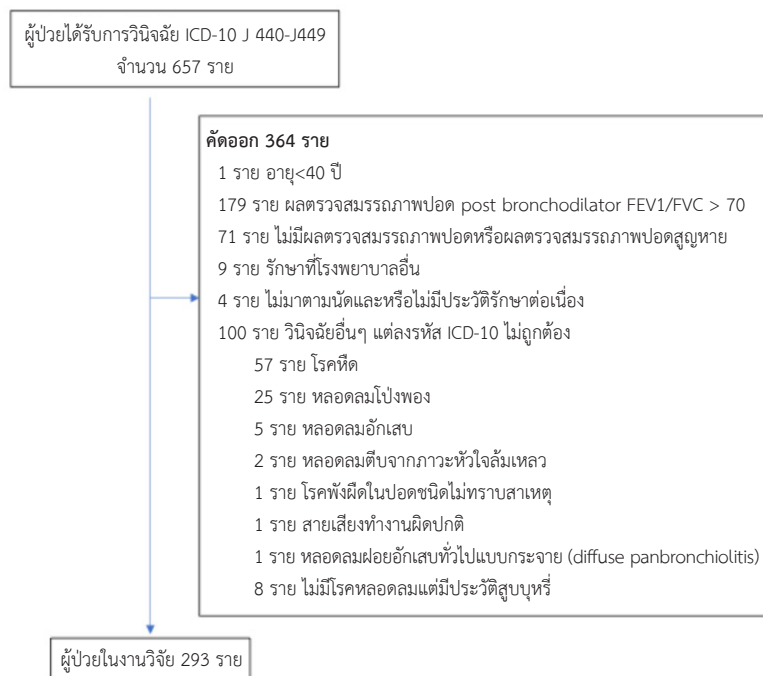 ผู้ป่วยได้รับการวินิจฉัย ICD-10 J 440-J449
จำนวน 657 ราย
คัดออก 364 ราย
1 ราย อายุ<40 ปี
179 ราย ผลตรวจสมรรถภาพปอด post bronchodilator FEV1/FVC > 70
71 ราย ไม่มีผลตรวจสมรรถภาพปอดหรือผลตรวจสมรรถภาพปอดสูญหาย
9 ราย รักษาที่โรงพยาบาลอื่น
4 ราย ไม่มาตามนัดและหรือไม่มีประวัติรักษาต่อเนื่อง
100 ราย วินิจฉัยอื่นๆ แต่ลงรหัส ICD-10 ไม่ถูกต้อง
57 ราย โรคหืด
25 ราย หลอดลมโป่งพอง
5 ราย หลอดลมอักเสบ
2 ราย หลอดลมตีบจากภาวะหัวใจล้มเหลว
1 ราย โรคพังผืดในปอดชนิดไม่ทราบสาเหตุ
1 ราย สายเสียงทำงานผิดปกติ
1 ราย หลอดลมฝอยอักเสบทั่วไปแบบกระจาย (diffuse panbronchiolitis)
8 ราย ไม่มีโรคหลอดลมแต่มีประวัติสูบบุหรี่
ผู้ป่วยในงานวิจัย 293 ราย